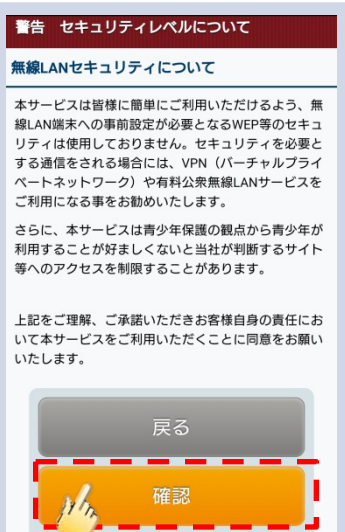 警告　セキュリティレベルについて
無線LANセキュリティについて
本サービスは皆様に簡単にご利用いただけるよう、無
線LAN端末への事前設定が必要となるWEP等のセキュ
リティは使用しておりません。セキュリティを必要と
する通信をされる場合には、VPN（バーチャルプライ
ベートネットワーク）や有料公衆無線LANサービスを
ご利用になる事をお勧めいたします。
さらに、本サービスは青少年保護の観点から青少年が
利用することが好ましくないと当社が判断するサイト
等へのアクセスを制限することがあります。
上記をご理解、ご承諾いただきお客様自身の責任にお
いて本サービスをご利用いただくことに同意をお願い
いたします。
戻る
確認